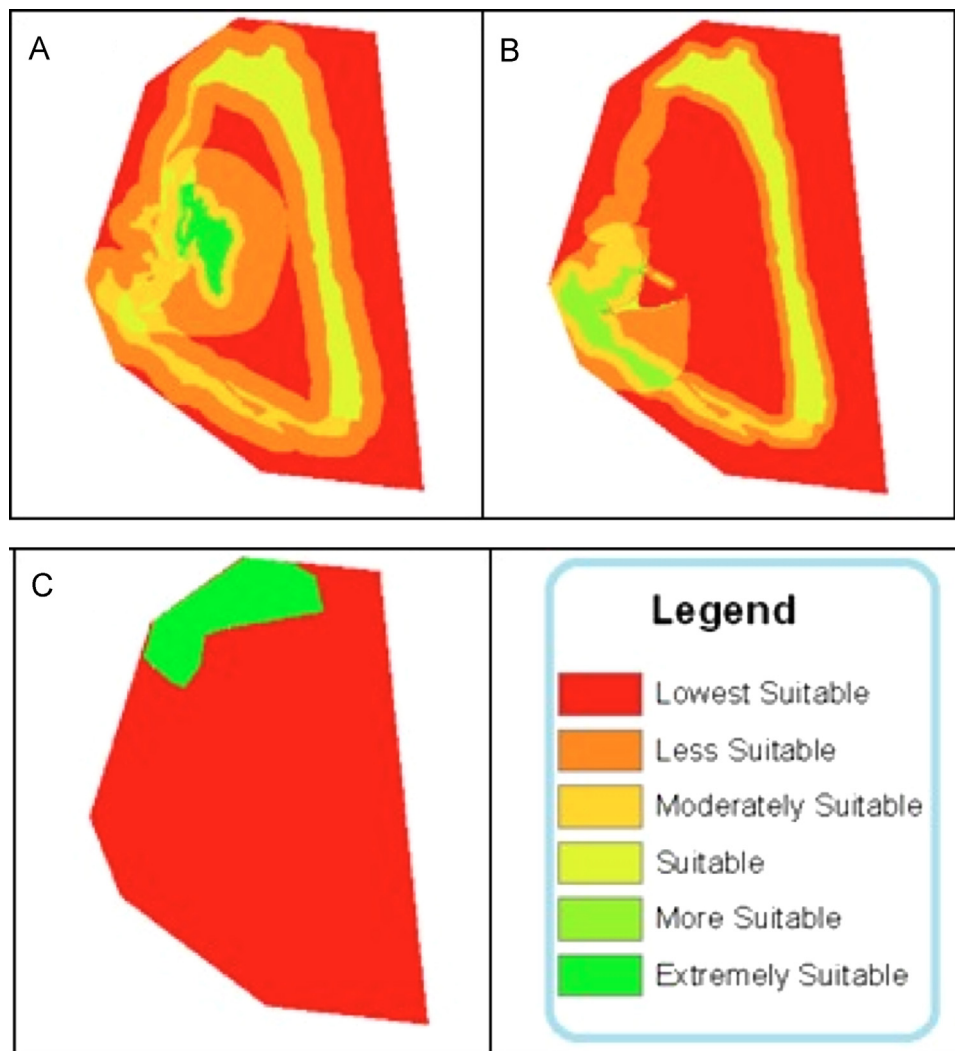 A
B
C
Legend
Lowest Suitable
Less Suitable
Moderately Suitable
Suitable
More Suitable
Extremely Suitable